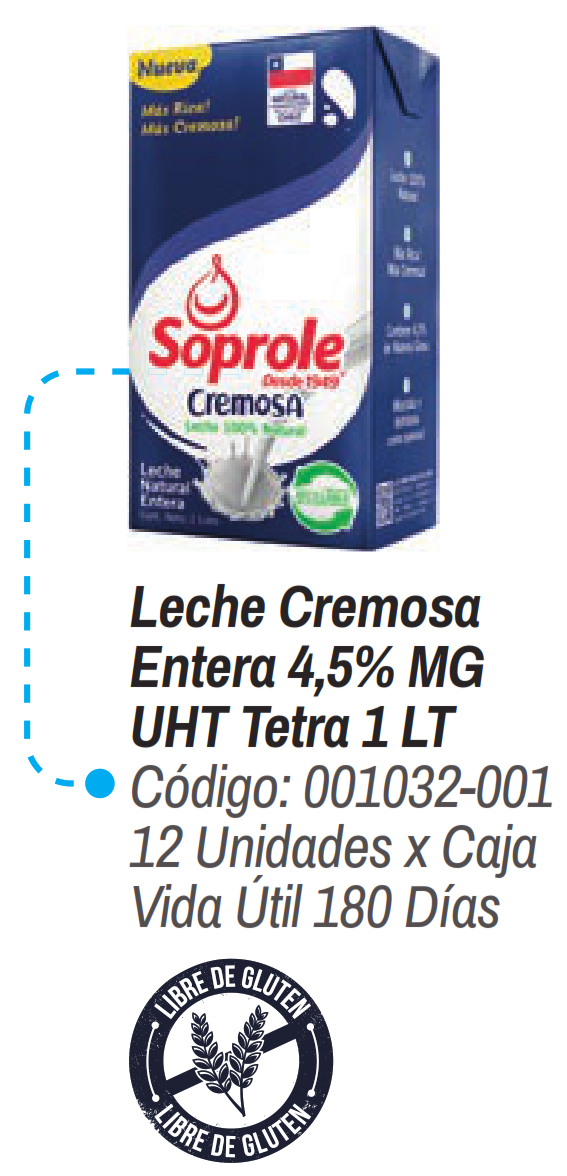 Nueva
Más Rica!
Más Cremosa!
Soprole
Desde 1949
Cremosa
Leche 100% Natural
Leche
Natural
Entera
Leche Cremosa
Entera 4,5% MG
UHT Tetra 1 LT
Código: 001032-001
12 Unidades x Caja
Vida Útil 180 Días
LIBRE DE GLUTEN
LIBRE DE GLUTEN